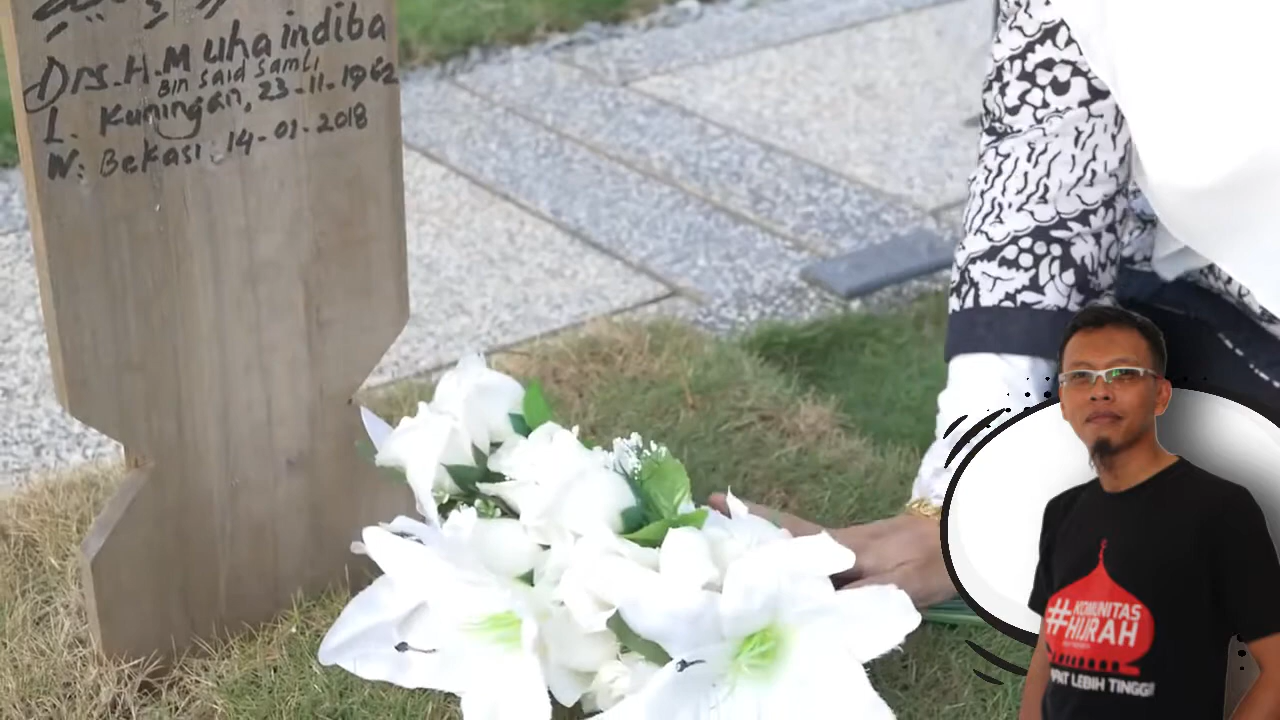 Drs. H. Muhaindiba
Bin Said Samli
L. Kuningan, 23-11-1962
W: Bekasi 14-01-2018
#KOMUNITAS
HIJRAH
LEBIH TINGGI